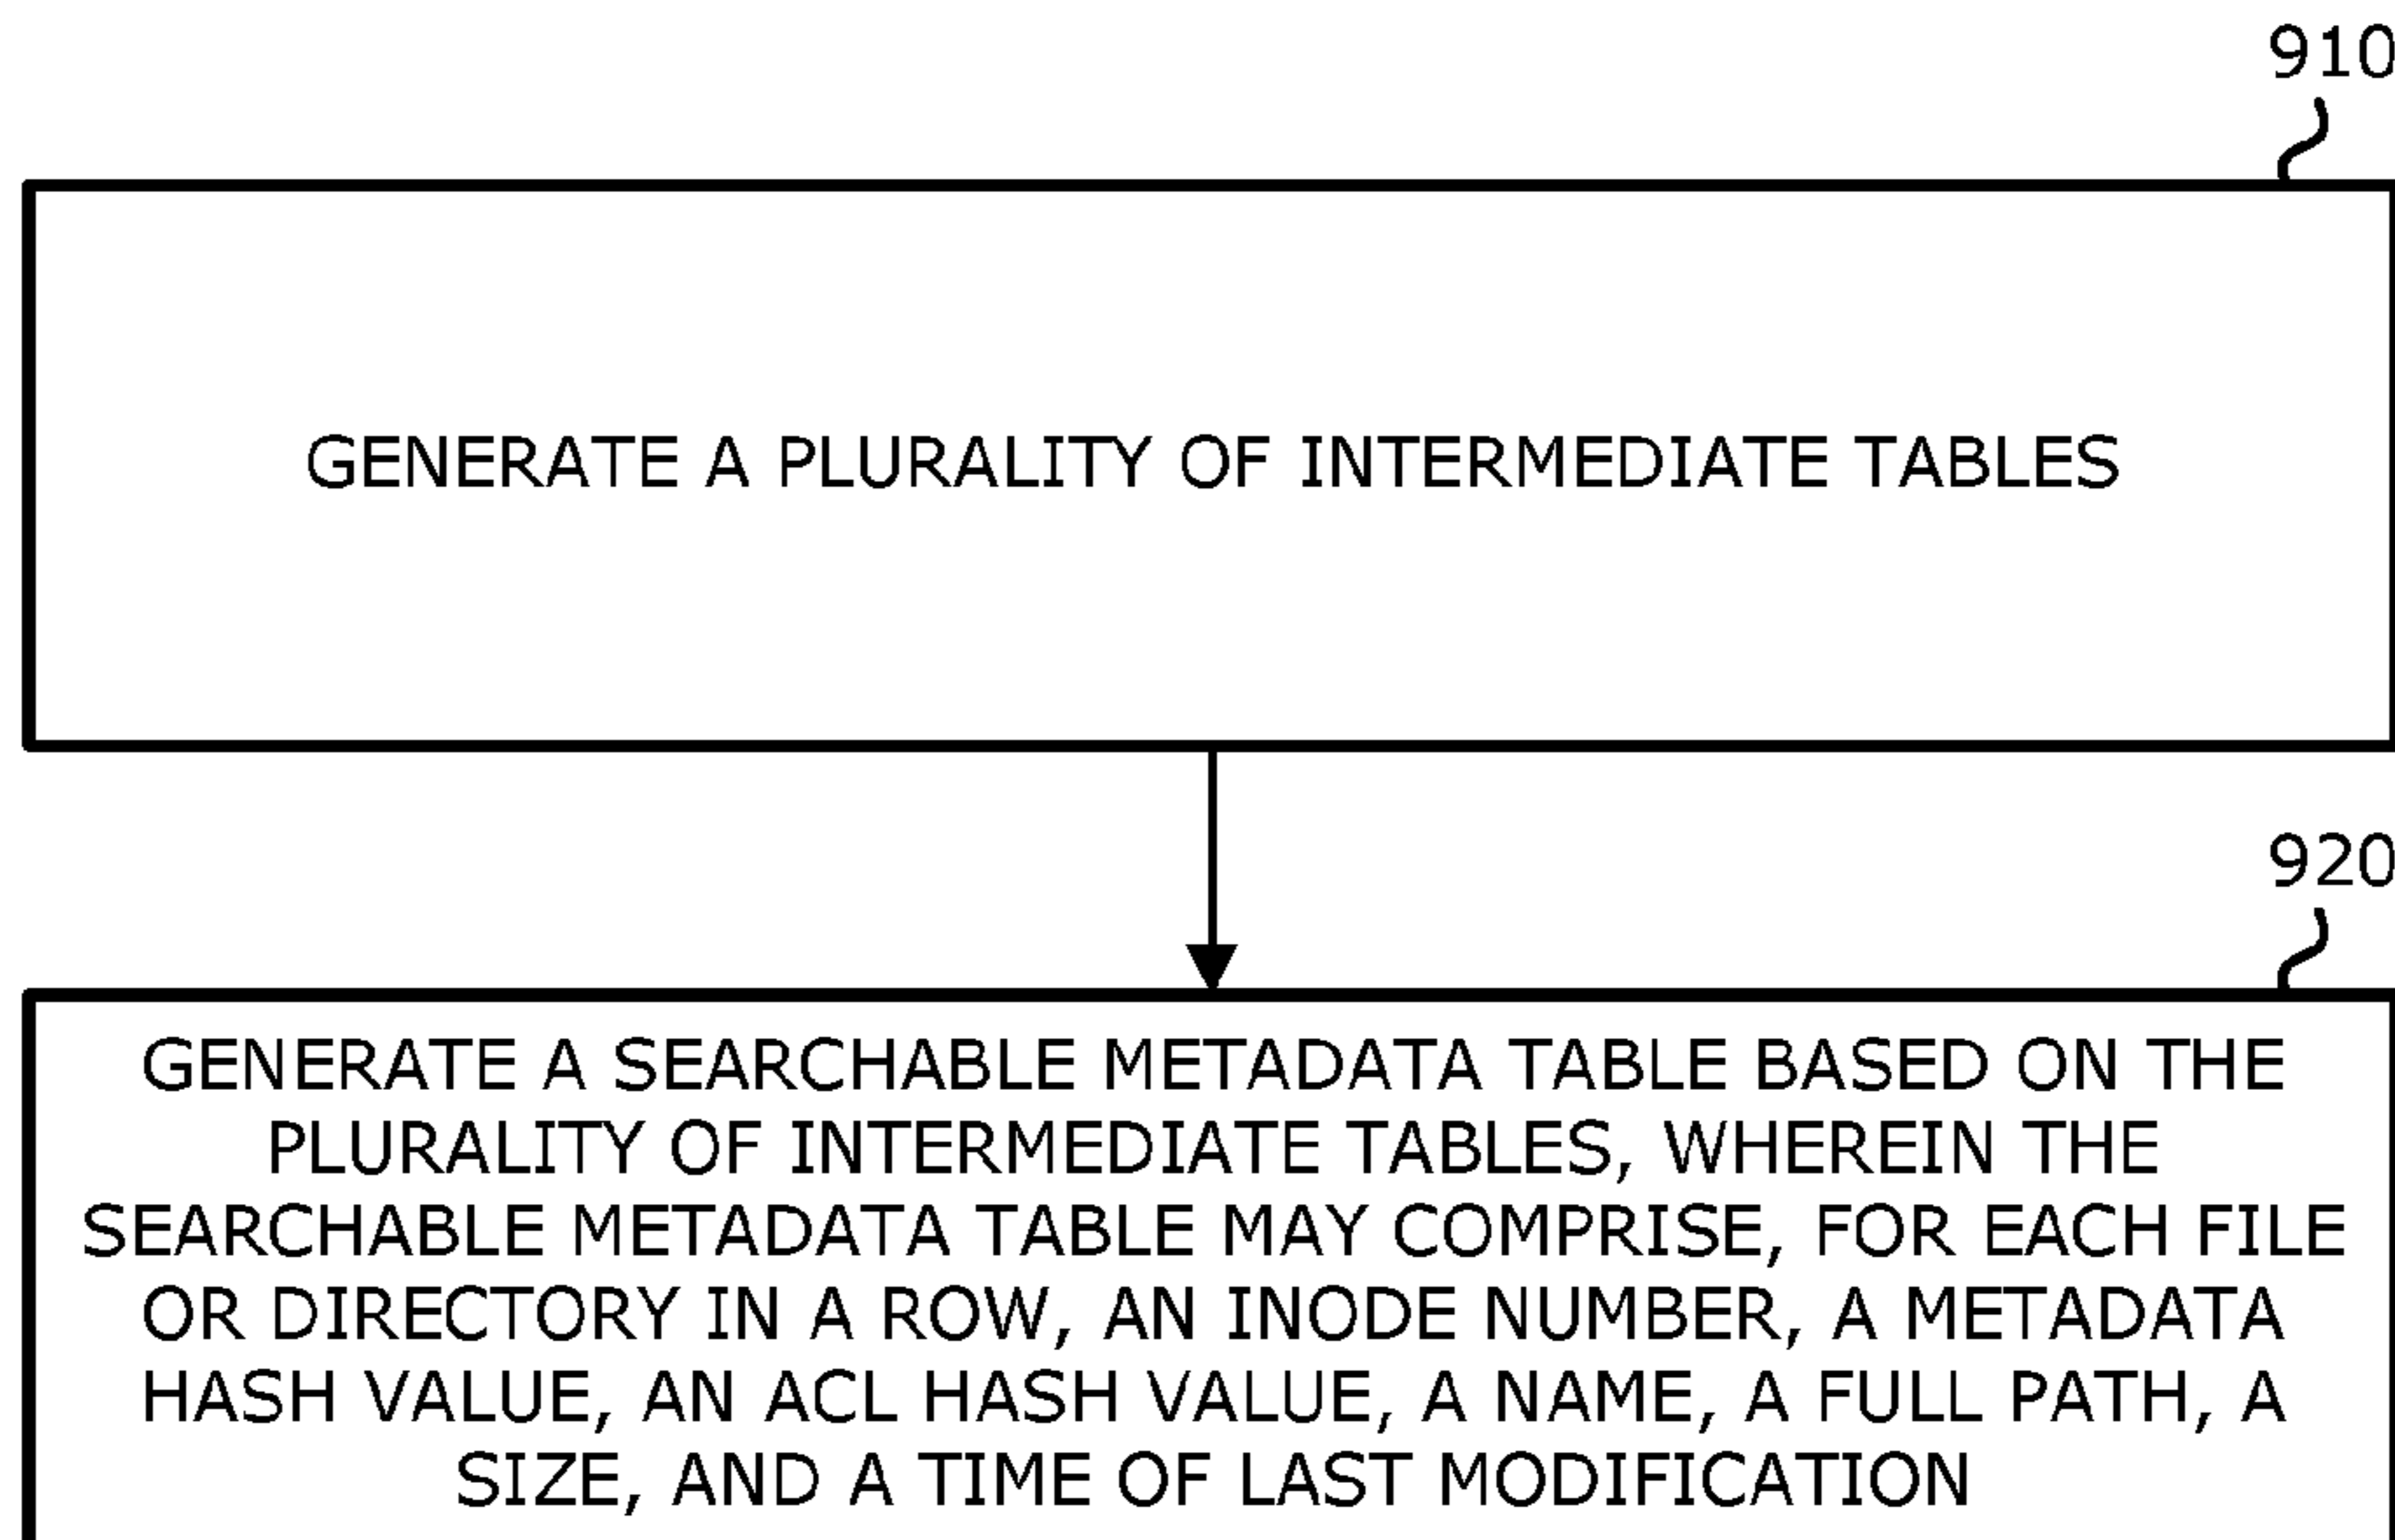 910
GENERATE A PLURALITY OF INTERMEDIATE TABLES
920
GENERATE A SEARCHABLE METADATA TABLE BASED ON THE
PLURALITY OF INTERMEDIATE TABLES, WHEREIN THE
SEARCHABLE METADATA TABLE MAY COMPRISE, FOR EACH FILE
OR DIRECTORY IN A ROW, AN INODE NUMBER, A METADATA
HASH VALUE, AN ACL HASH VALUE, A NAME, A FULL PATH, A
SIZE, AND A TIME OF LAST MODIFICATION